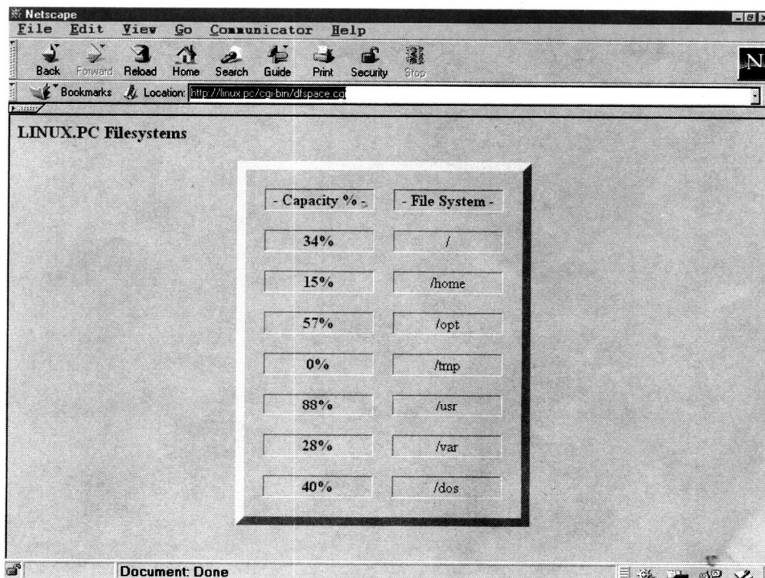 Netscape
File Edit View Go Communicator Help
Back Forward Reload Home Search Guide Print Security Stop
N
Bookmarks Location: http://linux.pc/cgi-bin/dfspace.cgi
LINUX.PC Filesystems
- Capacity % - - File System -
34% /
15% /home
57% /opt
0% /tmp
88% /usr
28% /var
40% /dos
Document: Done